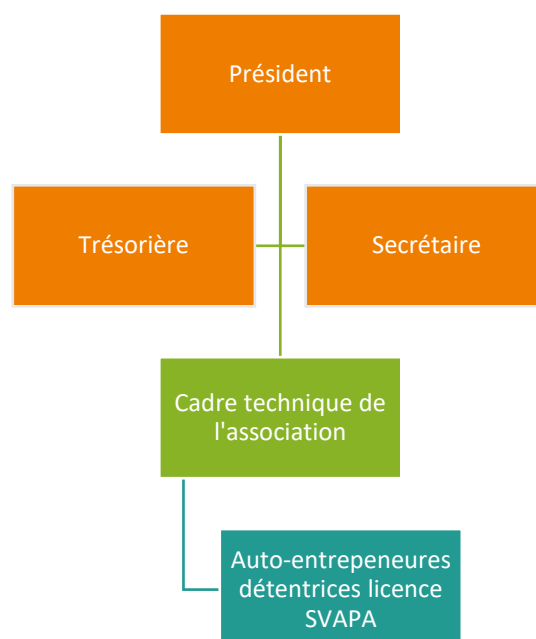 Président
Trésorière
Secrétaire
Cadre technique de
l'association
Auto-entrepeneures
détentrices licence
SVAPA